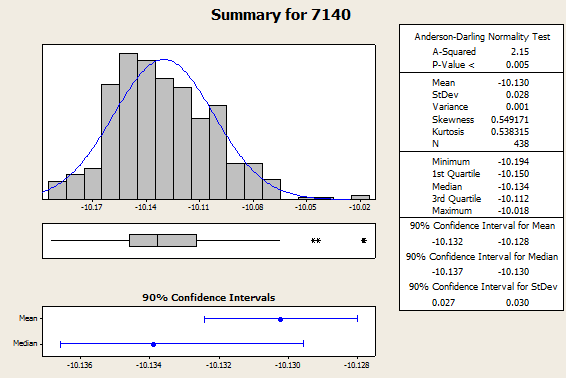 Summary for 7140
-10.17 -10.14 -10.11 -10.08 -10.05 -10.02
90% Confidence Intervals
Mean
Median
-10.136 -10.134 -10.132 -10.130 -10.128
Anderson-Darling Normality Test
A-Squared 2.15
P-Value < 0.005
Mean -10.130
StDev 0.028
Variance 0.001
Skewness 0.549171
Kurtosis 0.538315
N 438
Minimum -10.194
1st Quartile -10.150
Median -10.134
3rd Quartile -10.112
Maximum -10.018
90% Confidence Interval for Mean
-10.132 -10.128
90% Confidence Interval for Median
-10.137 -10.130
90% Confidence Interval for StDev
0.027 0.030